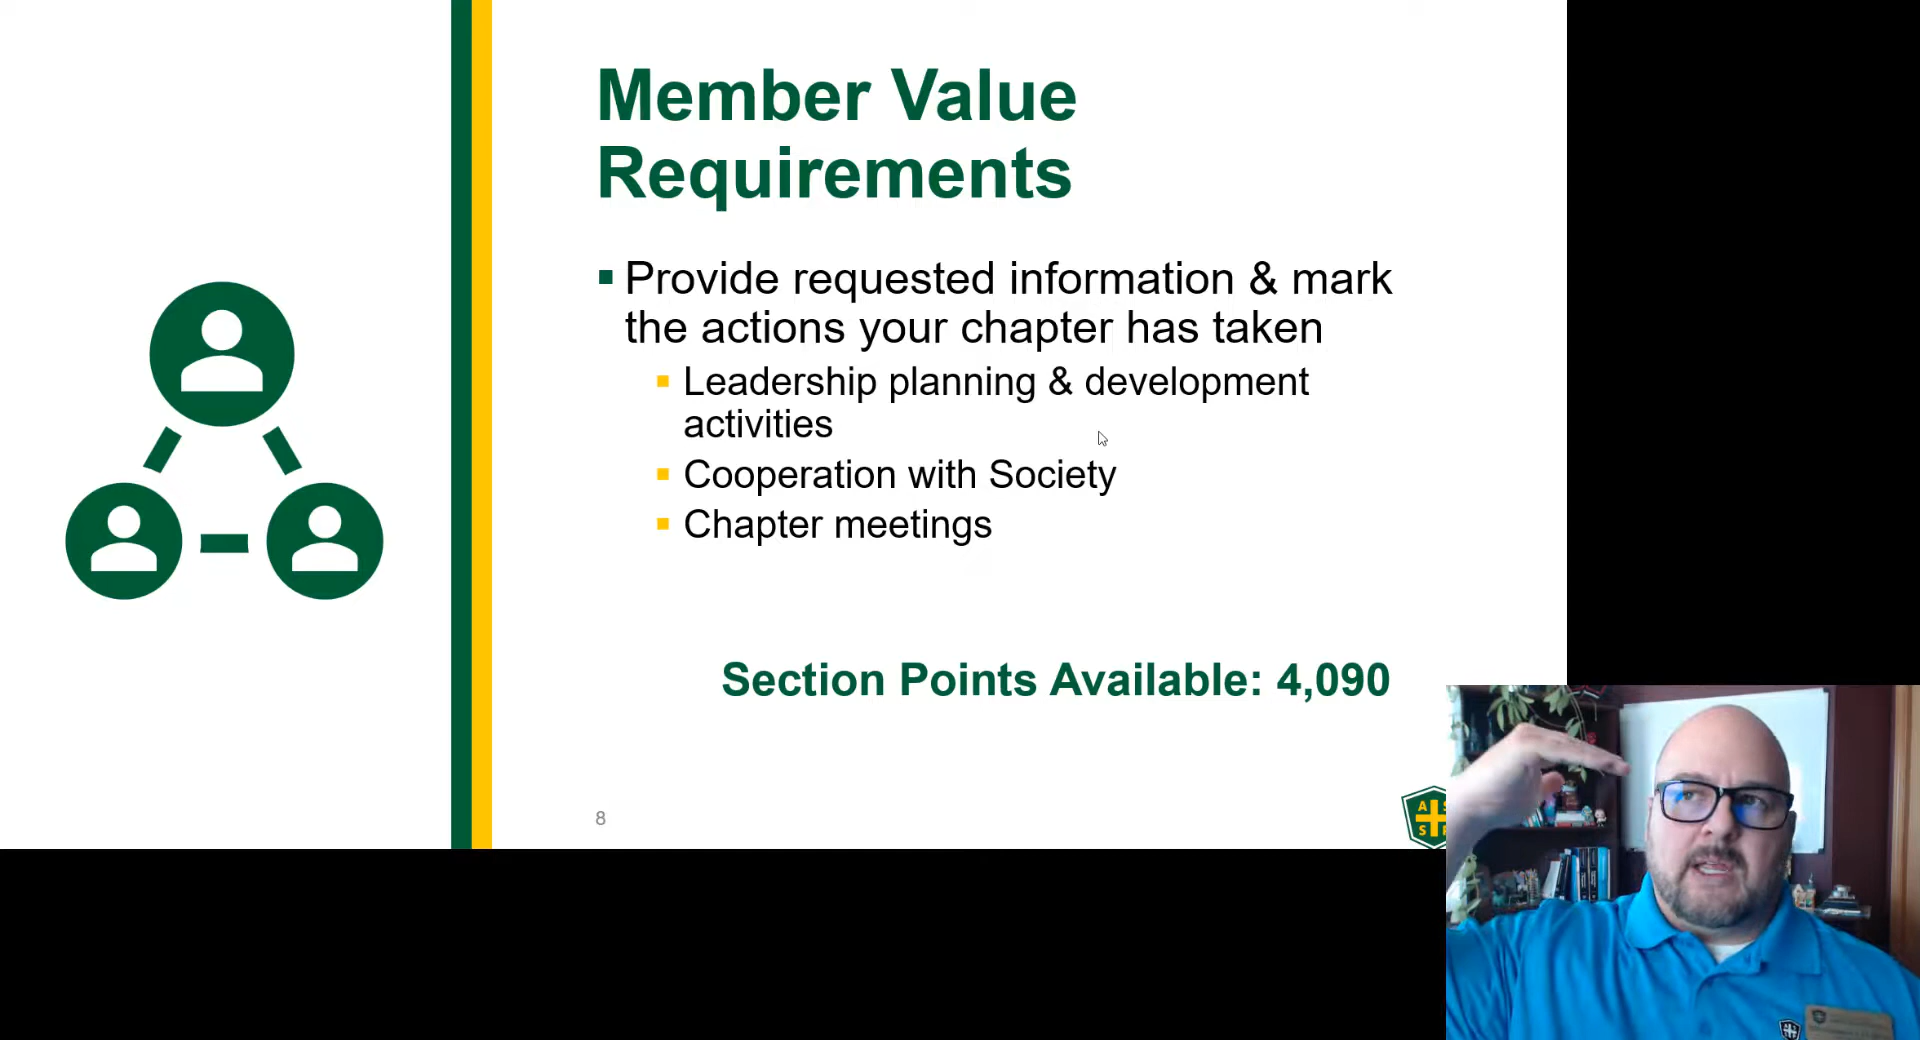 Member Value
Requirements
Provide requested information & mark
the actions your chapter has taken
Leadership planning & development
activities
Cooperation with Society
Chapter meetings
Section Points Available: 4,090
8
A S
S P